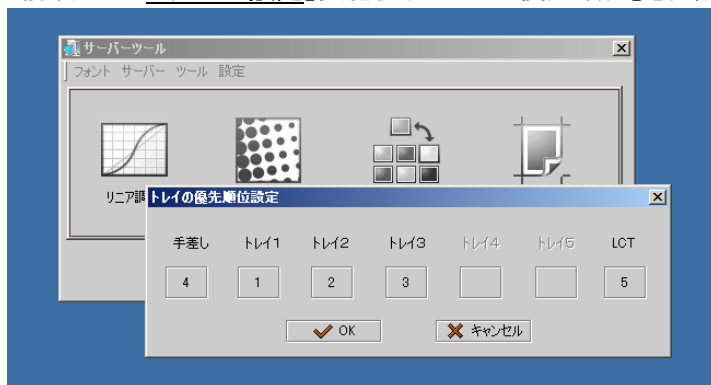 サーバーツール
フォント サーバー ツール 設定
リニア調
トレイの優先順位設定
手差し トレイ1 トレイ2 トレイ3 トレイ4 トレイ5 LCT
4 1 2 3 5
OK キャンセル